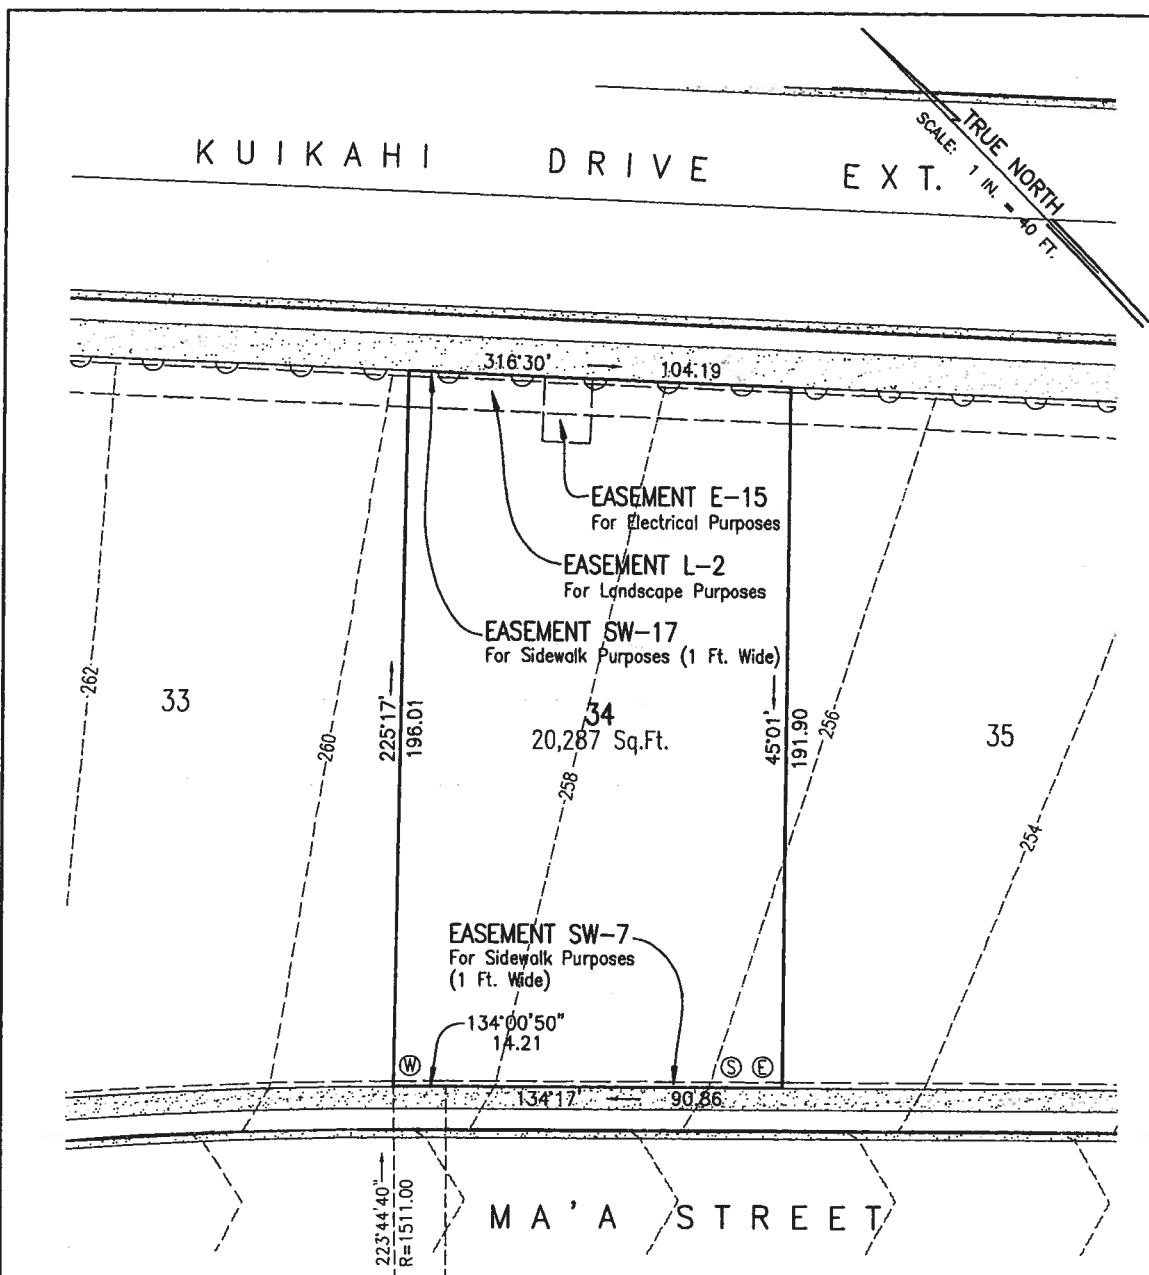 KUIKAHI DRIVE EXT.
TRUE NORTH
SCALE: 1 IN. = 40 FT.
316°30' 104.19
EASEMENT E-15
For Electrical Purposes
EASEMENT L-2
For Landscape Purposes
EASEMENT SW-17
For Sidewalk Purposes (1 Ft. Wide)
262
33
260
225°17'
196.01
34
20,287 Sq.Ft.
258
45°01'
191.90
256
35
254
EASEMENT SW-7
For Sidewalk Purposes
(1 Ft. Wide)
134°00'50"
14.21
W
S
E
134°17' 90.86
223°44'40"
R=1511.00
MA'A STREET